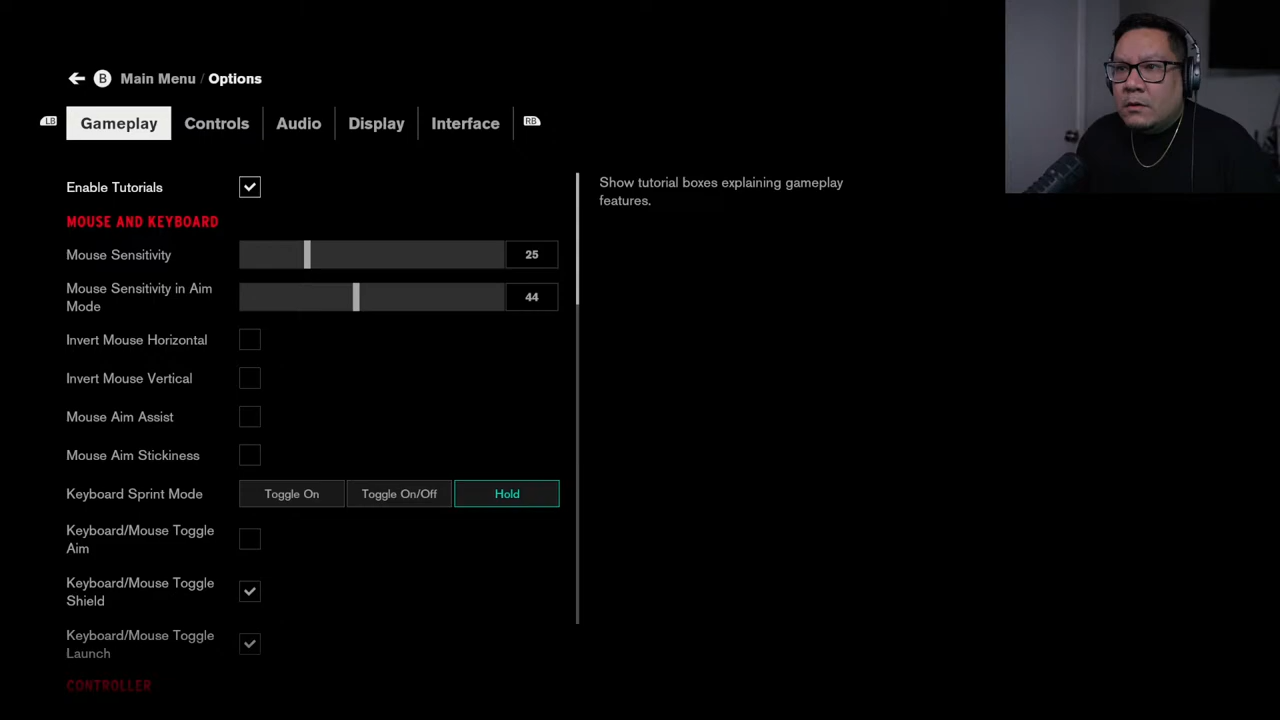 B Main Menu / Options
LB Gameplay Controls Audio Display Interface RB
Enable Tutorials
Show tutorial boxes explaining gameplay
features.
MOUSE AND KEYBOARD
Mouse Sensitivity 25
Mouse Sensitivity in Aim
Mode 44
Invert Mouse Horizontal
Invert Mouse Vertical
Mouse Aim Assist
Mouse Aim Stickiness
Keyboard Sprint Mode Toggle On Toggle On/Off Hold
Keyboard/Mouse Toggle
Aim
Keyboard/Mouse Toggle
Shield
Keyboard/Mouse Toggle
Launch
CONTROLLER